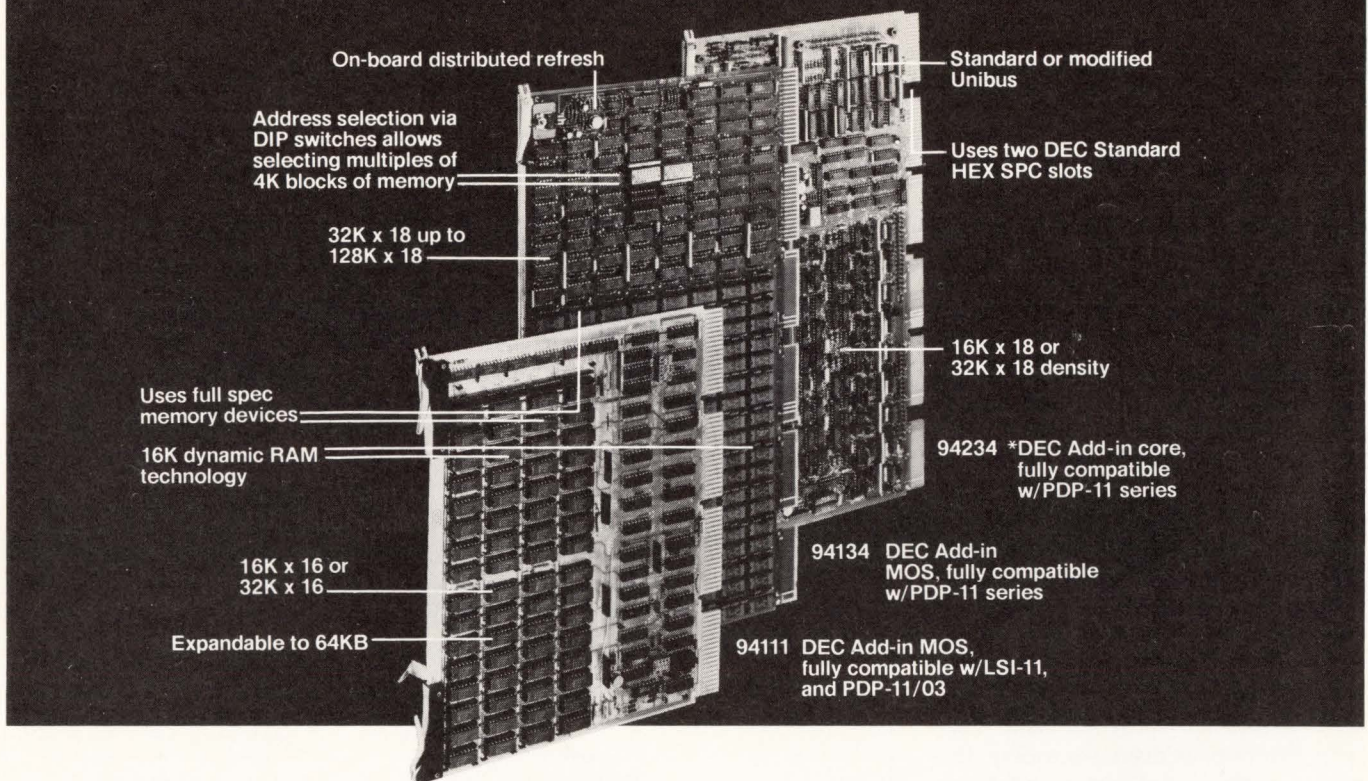 On-board distributed refresh
Address selection via
DIP switches allows
selecting multiples of
4K blocks of memory
32K x 18 up to
128K x 18
Uses full spec
memory devices
16K dynamic RAM
technology
16K x 16 or
32K x 16
Expandable to 64KB
Standard or modified
Unibus
Uses two DEC Standard
HEX SPC slots
16K x 18 or
32K x 18 density
94234 *DEC Add-in core,
fully compatible
w/PDP-11 series
94134 DEC Add-in
MOS, fully compatible
w/PDP-11 series
94111 DEC Add-in MOS,
fully compatible w/LSI-11,
and PDP-11/03